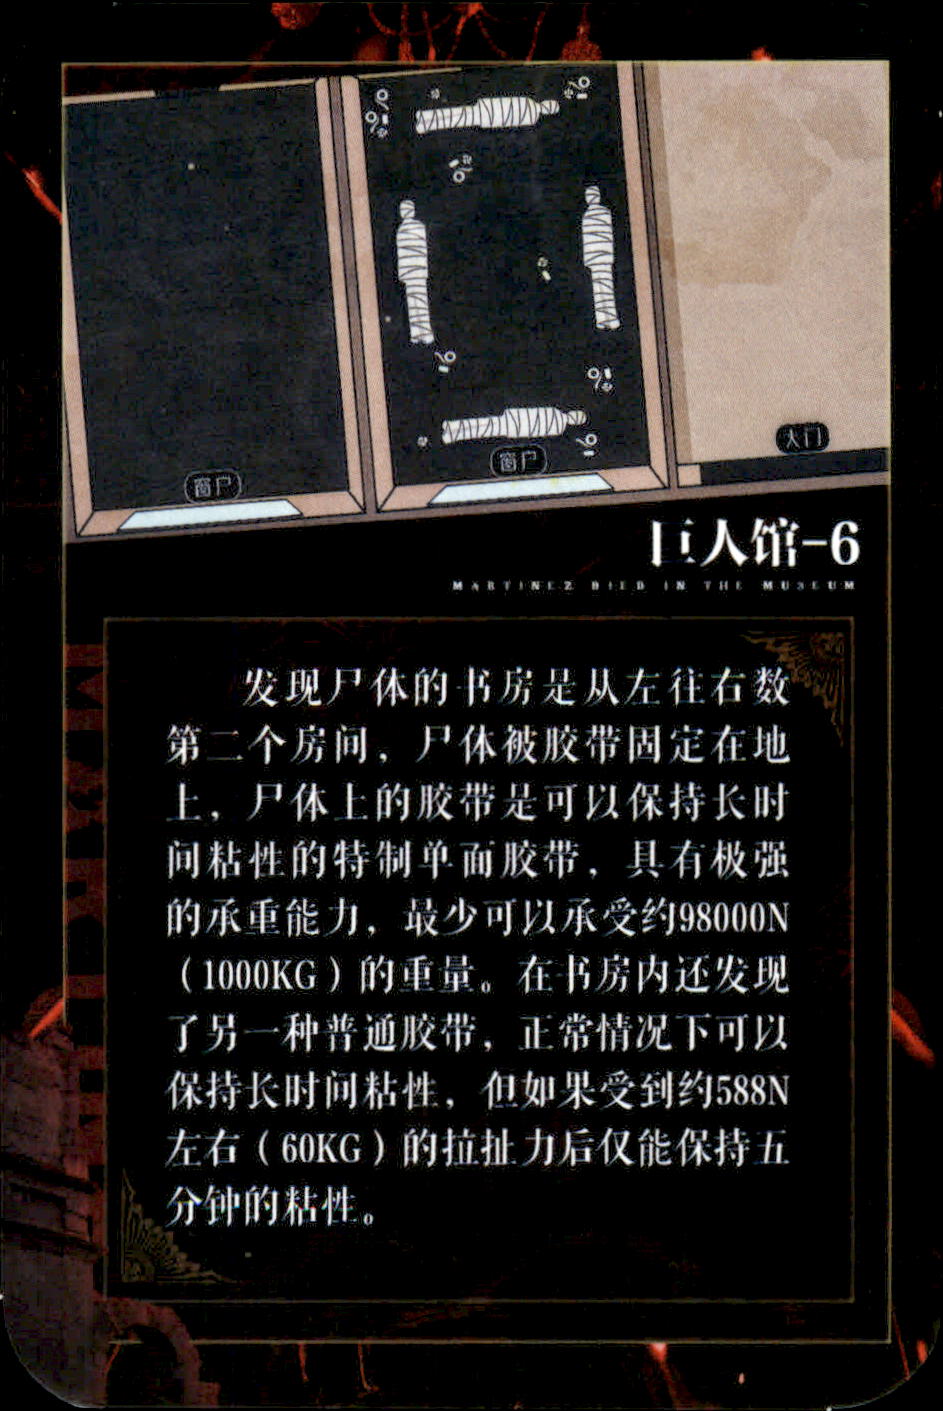 窗户
窗户
大门
巨人馆-6
MARTINEZ DIED IN THE MUSEUM
发现尸体的书房是从左往右数
第二个房间，尸体被胶带固定在地
上，尸体上的胶带是可以保持长时
间粘性的特制单面胶带，具有极强
的承重能力，最少可以承受约98000N
（1000KG）的重量。在书房内还发现
了另一种普通胶带，正常情况下可以
保持长时间粘性，但如果受到约588N
左右（60KG）的拉扯力后仅能保持五
分钟的粘性。